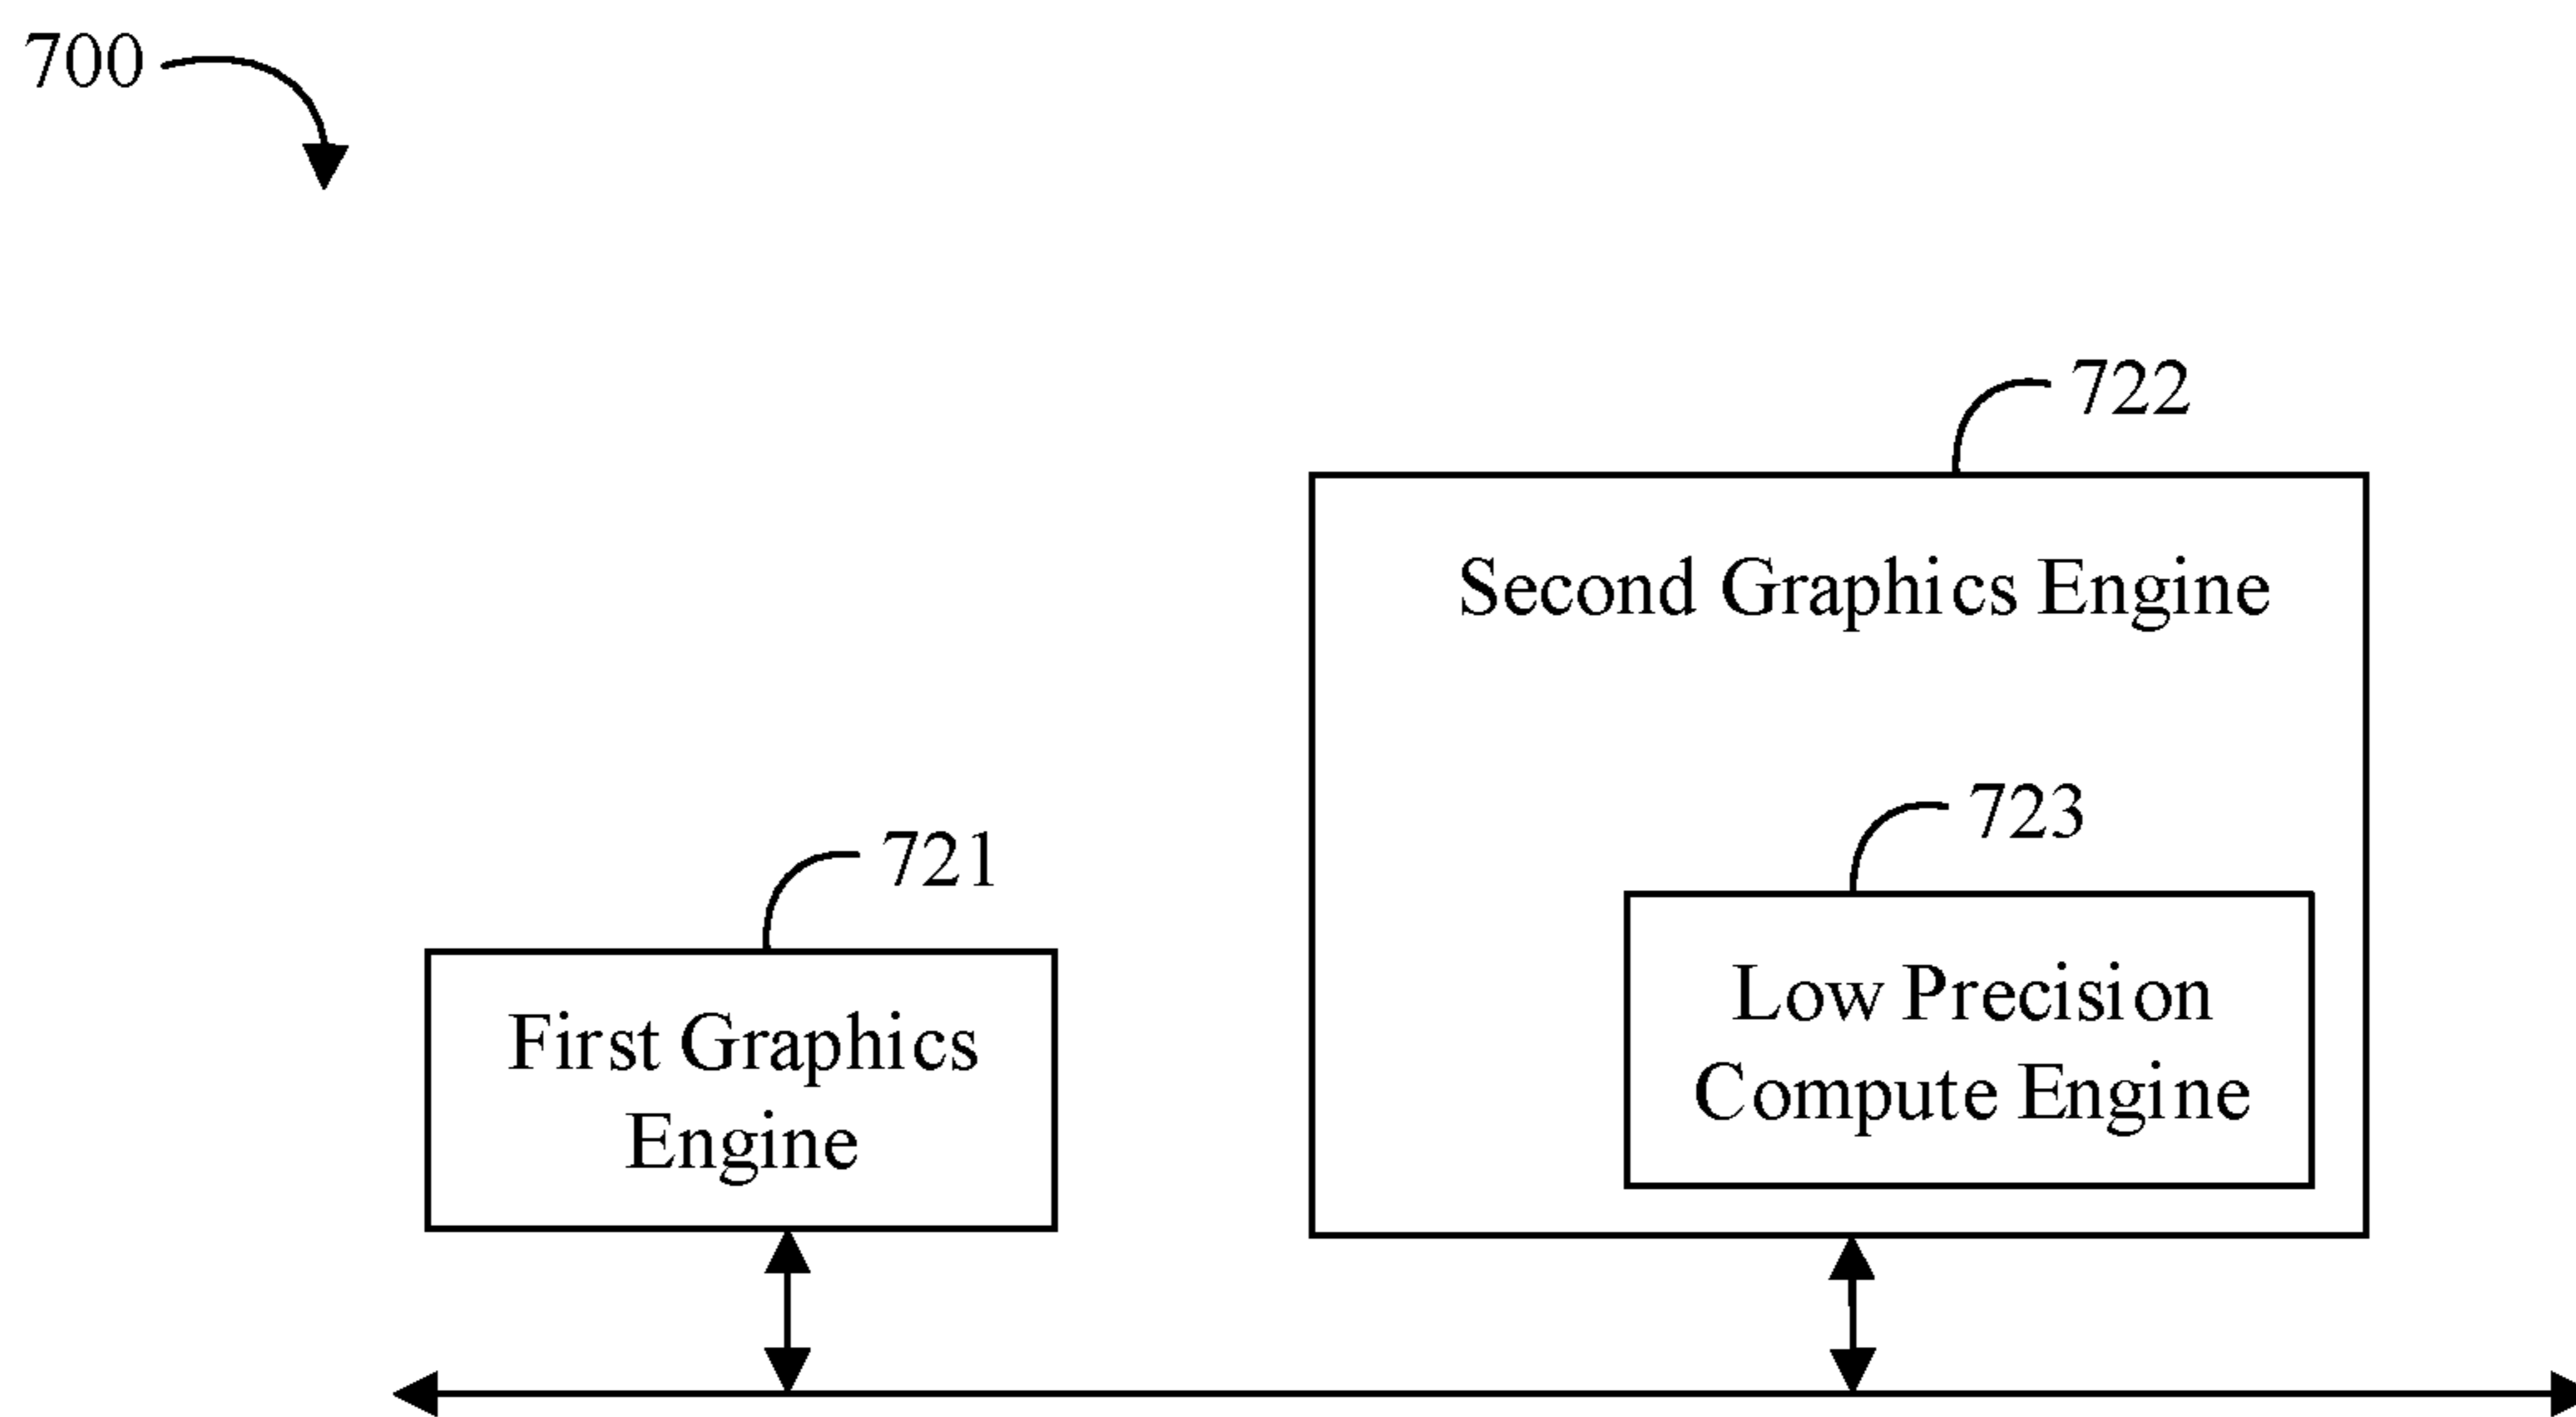 700
722
Second Graphics Engine
723
721
Low Precision
Compute Engine
First Graphics
Engine